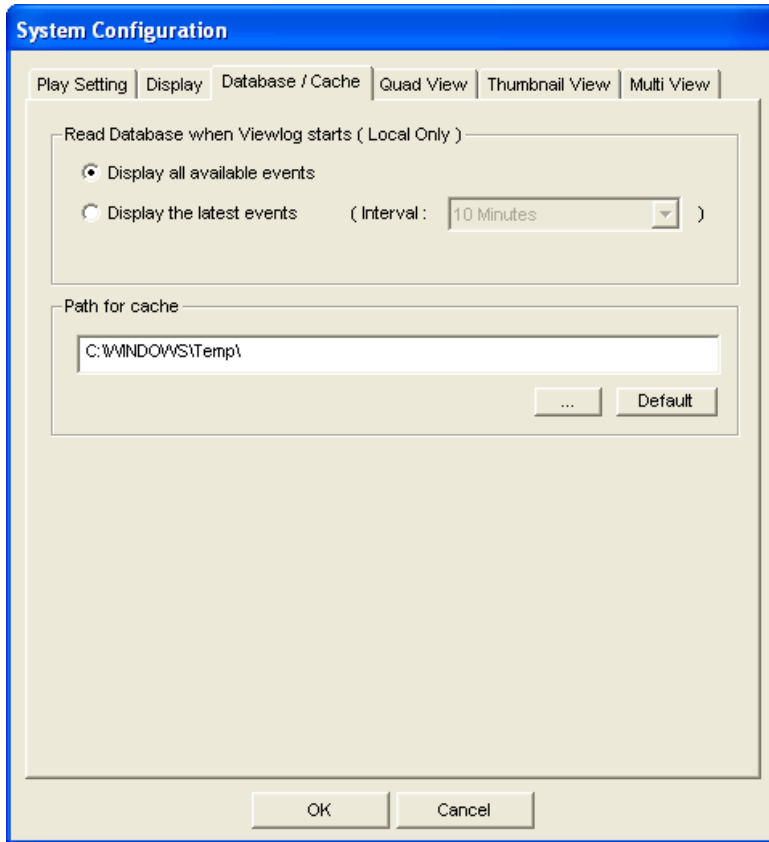 System Configuration
Play Setting Display Database / Cache Quad View Thumbnail View Multi View
Read Database when Viewlog starts ( Local Only )
Display all available events
Display the latest events ( Interval : 10 Minutes )
Path for cache
C:\WINDOWS\Temp\
... Default
OK Cancel